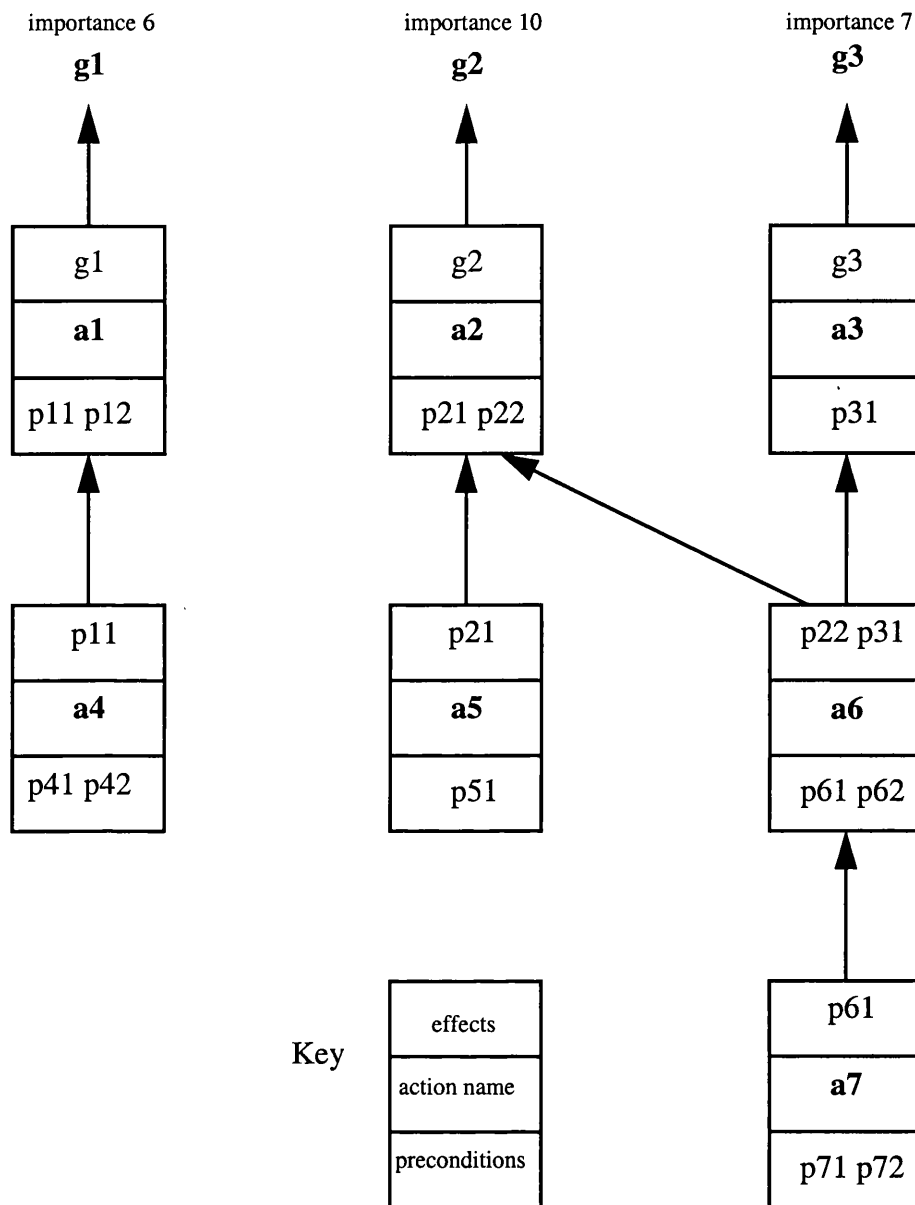 importance 6
importance 10
importance 7
g1
g2
g3
g1
g2
g3
a1
a2
a3
p11 p12
p21 p22
p31
p11
p21
p22 p31
a4
a5
a6
p41 p42
p51
p61 p62
Key
effects
action name
preconditions
p61
a7
p71 p72